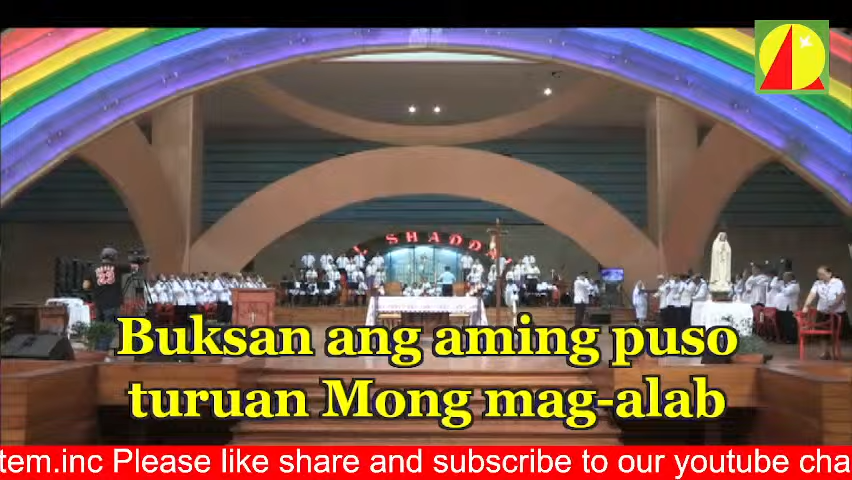 SHADDA
Buksan ang aming puso
turuan Mong mag-alab
tem.inc Please like share and subscribe to our youtube cha